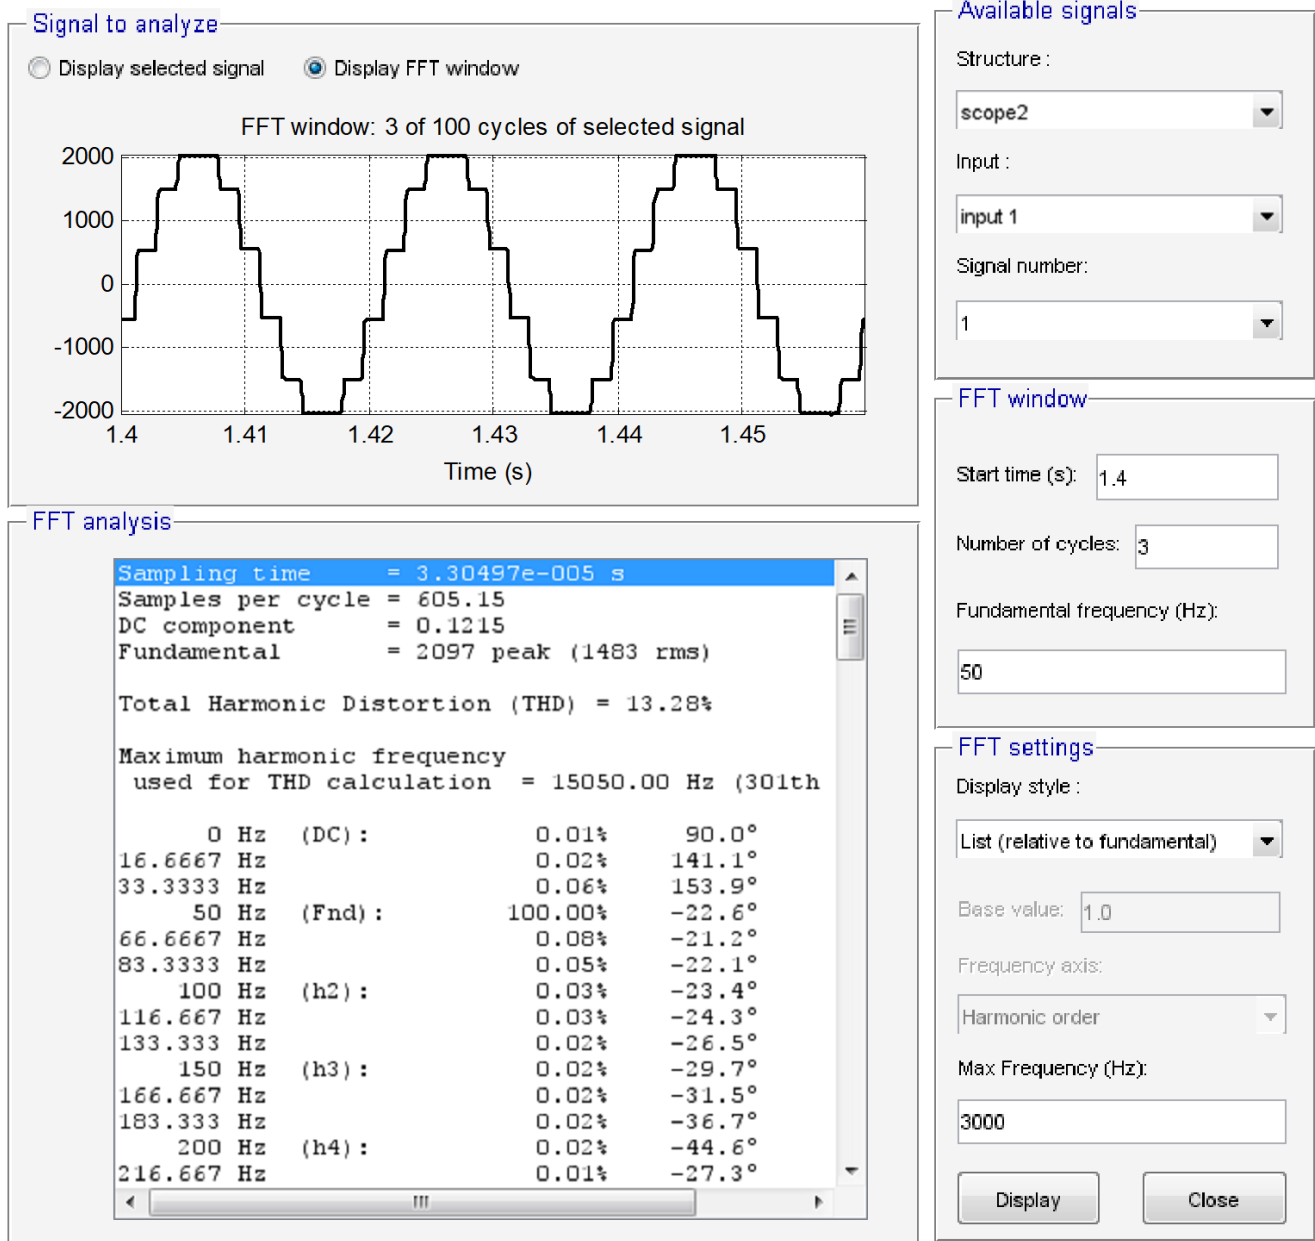 Signal to analyze
Display selected signal
Display FFT window
FFT window: 3 of 100 cycles of selected signal
2000
1000
0
-1000
-2000
1.4 1.41 1.42 1.43 1.44 1.45
Time (s)
FFT analysis
Sampling time = 3.30497e-005 s
Samples per cycle = 605.15
DC component = 0.1215
Fundamental = 2097 peak (1483 rms)
Total Harmonic Distortion (THD) = 13.28%
Maximum harmonic frequency
used for THD calculation = 15050.00 Hz (301th
0 Hz (DC): 0.01% 90.0°
16.6667 Hz 0.02% 141.1°
33.3333 Hz 0.06% 153.9°
50 Hz (Fnd): 100.00% -22.6°
66.6667 Hz 0.08% -21.2°
83.3333 Hz 0.05% -22.1°
100 Hz (h2): 0.03% -23.4°
116.667 Hz 0.03% -24.3°
133.333 Hz 0.02% -26.5°
150 Hz (h3): 0.02% -29.7°
166.667 Hz 0.02% -31.5°
183.333 Hz 0.02% -36.7°
200 Hz (h4): 0.02% -44.6°
216.667 Hz 0.01% -27.3°
Available signals
Structure :
scope2
Input :
input 1
Signal number:
1
FFT window
Start time (s): 1.4
Number of cycles: 3
Fundamental frequency (Hz):
50
FFT settings
Display style :
List (relative to fundamental)
Base value: 1.0
Frequency axis:
Harmonic order
Max Frequency (Hz):
3000
Display
Close